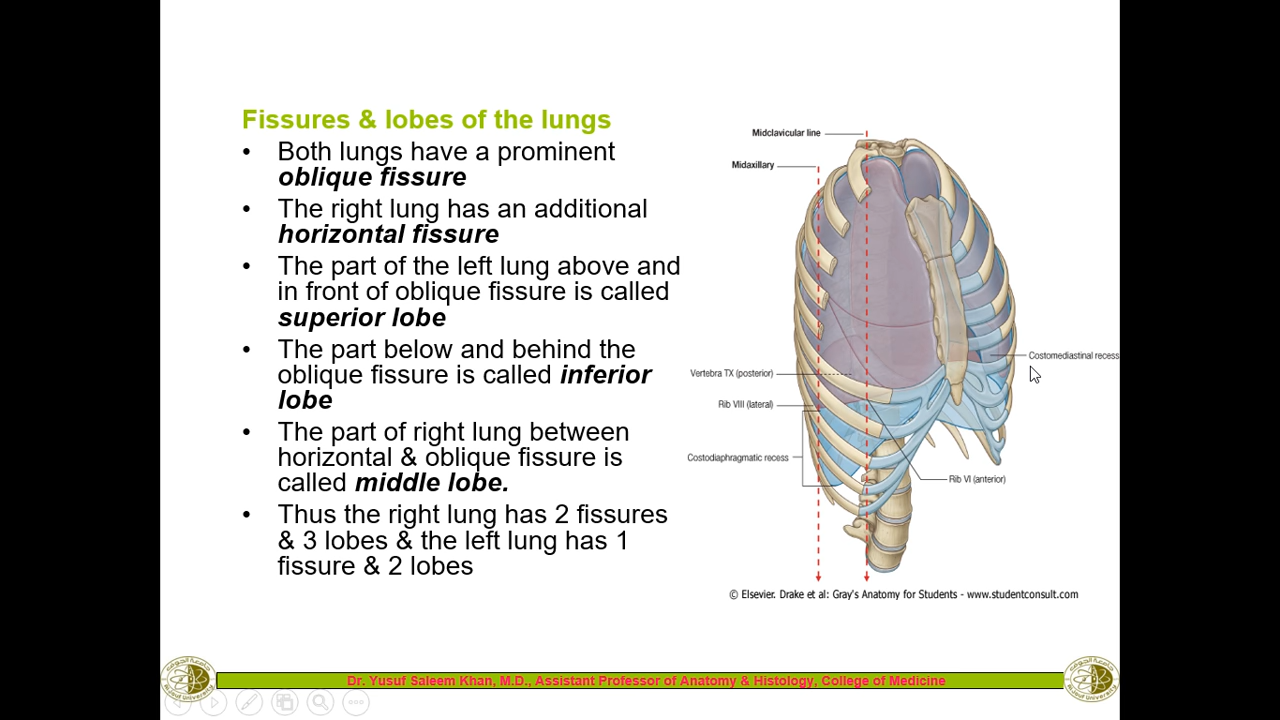 Fissures & lobes of the lungs
• Both lungs have a prominent
oblique fissure
• The right lung has an additional
horizontal fissure
• The part of the left lung above and
in front of oblique fissure is called
superior lobe
• The part below and behind the
oblique fissure is called inferior
lobe
• The part of right lung between
horizontal & oblique fissure is
called middle lobe.
• Thus the right lung has 2 fissures
& 3 lobes & the left lung has 1
fissure & 2 lobes
Midclavicular line
Midaxillary
Costomediastinal recess
Vertebra TX (posterior)
Rib VIII (lateral)
Costodiaphragmatic recess
Rib VI (anterior)
© Elsevier. Drake et al: Gray's Anatomy for Students - www.studentconsult.com
Dr. Yusuf Saleem Khan, M.D., Assistant Professor of Anatomy & Histology, College of Medicine